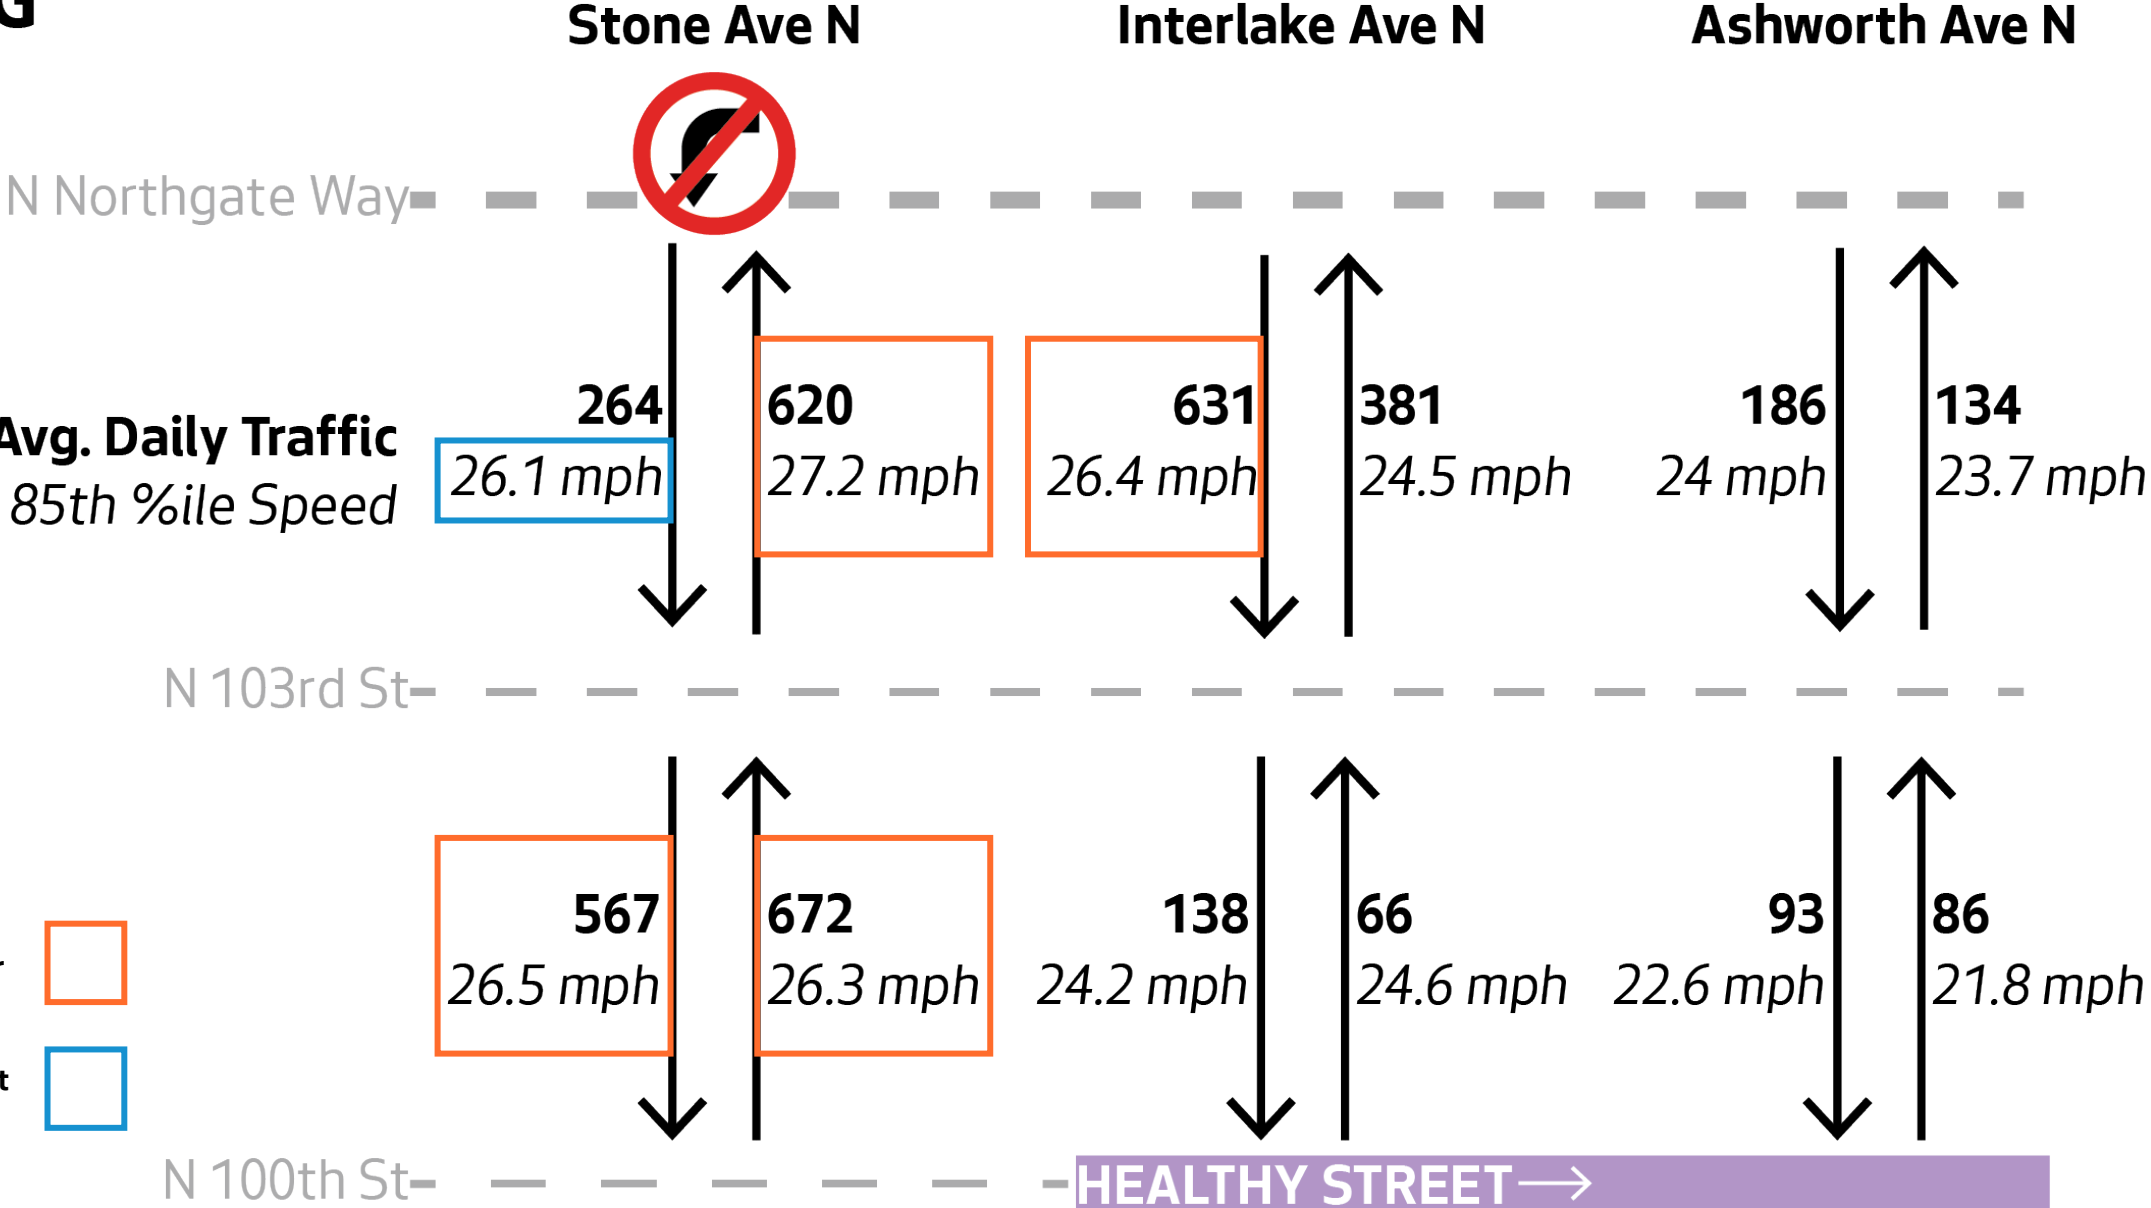 G
Stone Ave N Interlake Ave N Ashworth Ave N
N Northgate Way
264 620 631 381 186 134
Avg. Daily Traffic
26.1 mph 27.2 mph 26.4 mph 24.5 mph 24 mph 23.7 mph
85th %ile Speed
N 103rd St
567 672 138 66 93 86
r
26.5 mph 26.3 mph 24.2 mph 24.6 mph 22.6 mph 21.8 mph
t
N 100th St HEALTHY STREET